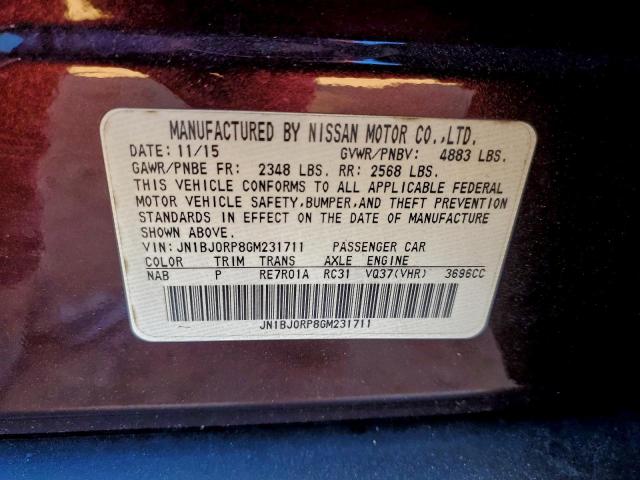 MANUFACTURED BY NISSAN MOTOR CO.,LTD.
DATE: 11/15 GVWR/PNBV: 4883 LBS.
GAWR/PNBE FR: 2348 LBS. RR: 2568 LBS.
THIS VEHICLE CONFORMS TO ALL APPLICABLE FEDERAL
MOTOR VEHICLE SAFETY,BUMPER,AND THEFT PREVENTION
STANDARDS IN EFFECT ON THE DATE OF MANUFACTURE
SHOWN ABOVE.
VIN:JN1BJ0RP8GM231711 PASSENGER CAR
COLOR TRIM TRANS AXLE ENGINE
NAB P RE7R01A RC31 VQ37(VHR) 3696CC
JN1BJ0RP8GM231711